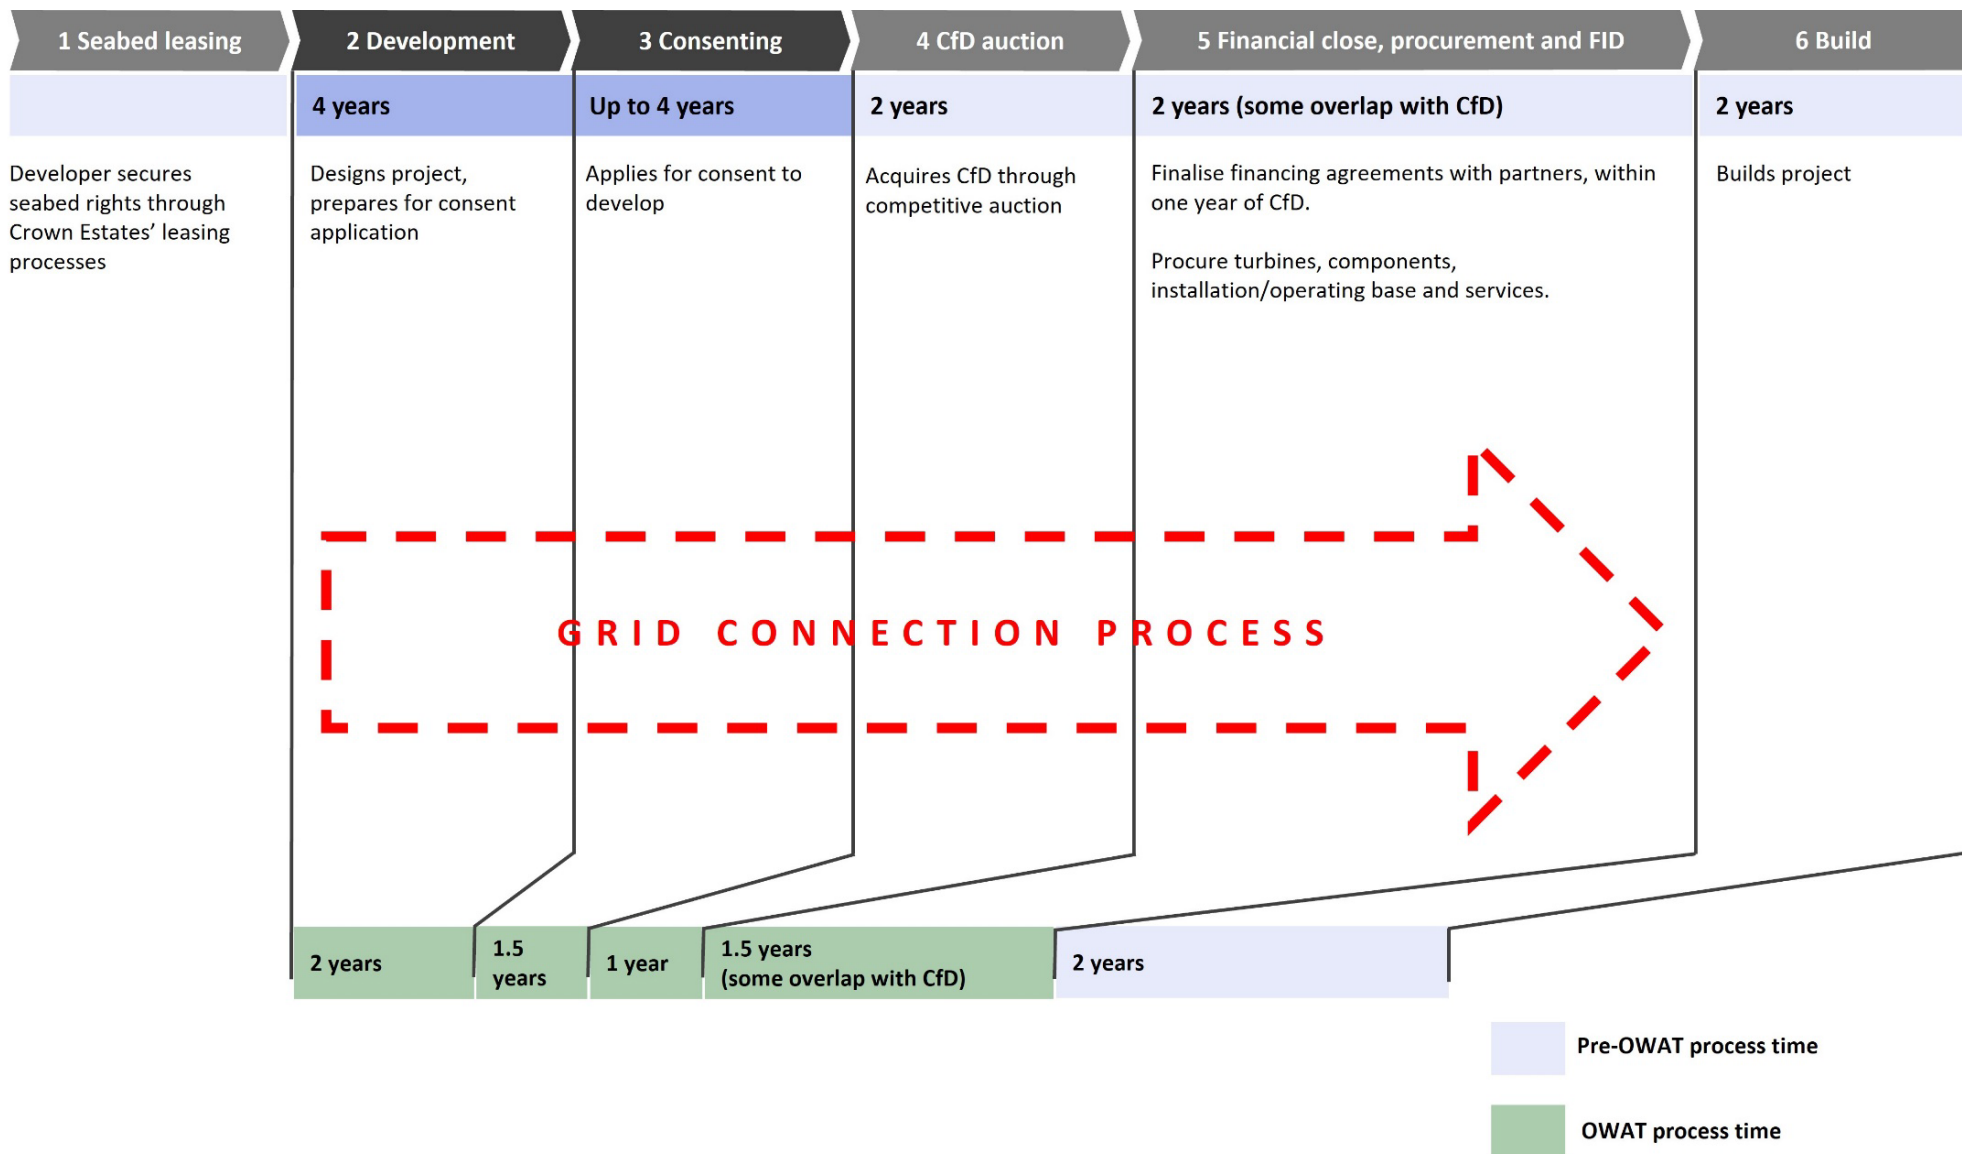 1 Seabed leasing
2 Development
3 Consenting
4 CfD auction
5 Financial close, procurement and FID
6 Build
4 years
Up to 4 years
2 years
2 years (some overlap with CfD)
2 years
Developer secures
seabed rights through
Crown Estates’ leasing
processes
Designs project,
prepares for consent
application
Applies for consent to
develop
Acquires CfD through
competitive auction
Finalise financing agreements with partners, within
one year of CfD.
Procure turbines, components,
installation/operating base and services.
Builds project
GRID CONNECTION PROCESS
2 years
1.5
years
1 year
1.5 years
(some overlap with CfD)
2 years
Pre-OWAT process time
OWAT process time